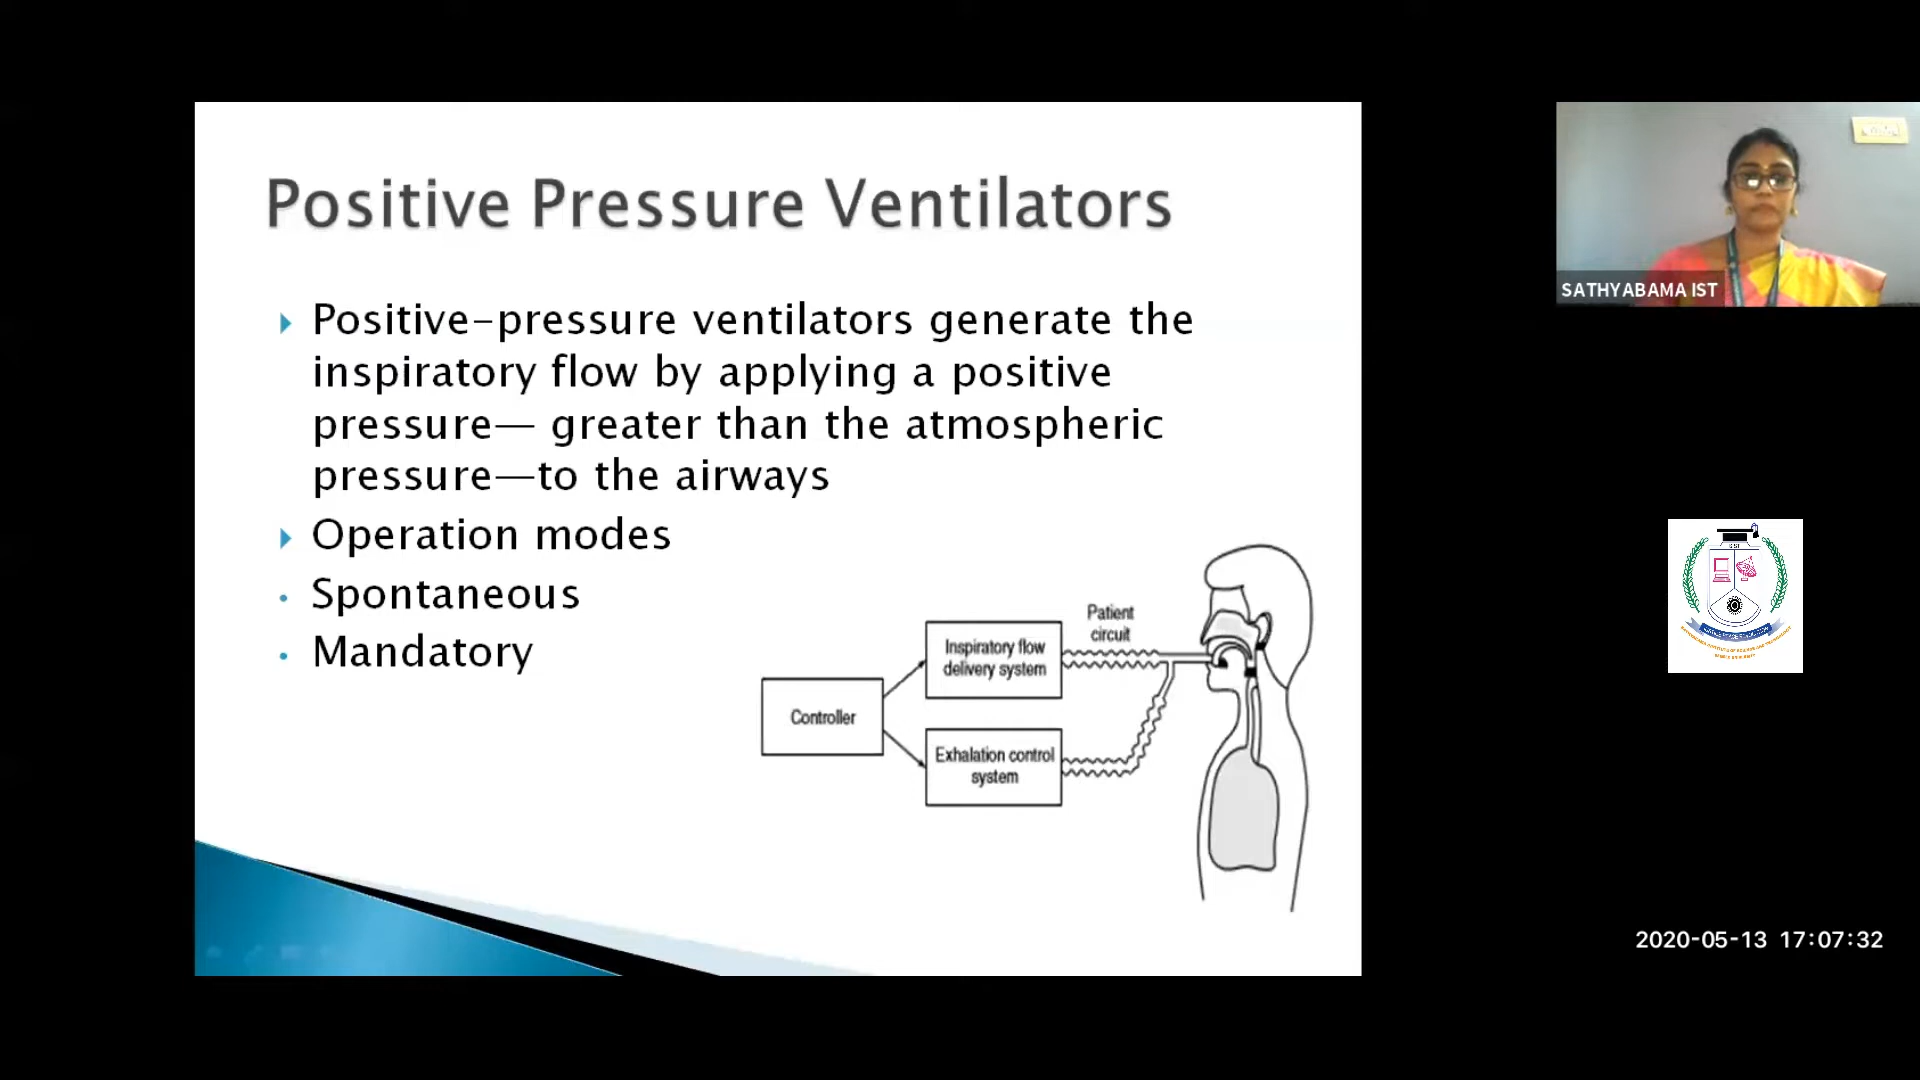 Positive Pressure Ventilators
Positive-pressure ventilators generate the
inspiratory flow by applying a positive
pressure— greater than the atmospheric
pressure—to the airways
Operation modes
Spontaneous
Mandatory
Patient
circuit
Inspiratory flow
delivery system
Controller
Exhalation control
system
SATHYABAMA IST
2020-05-13 17:07:32